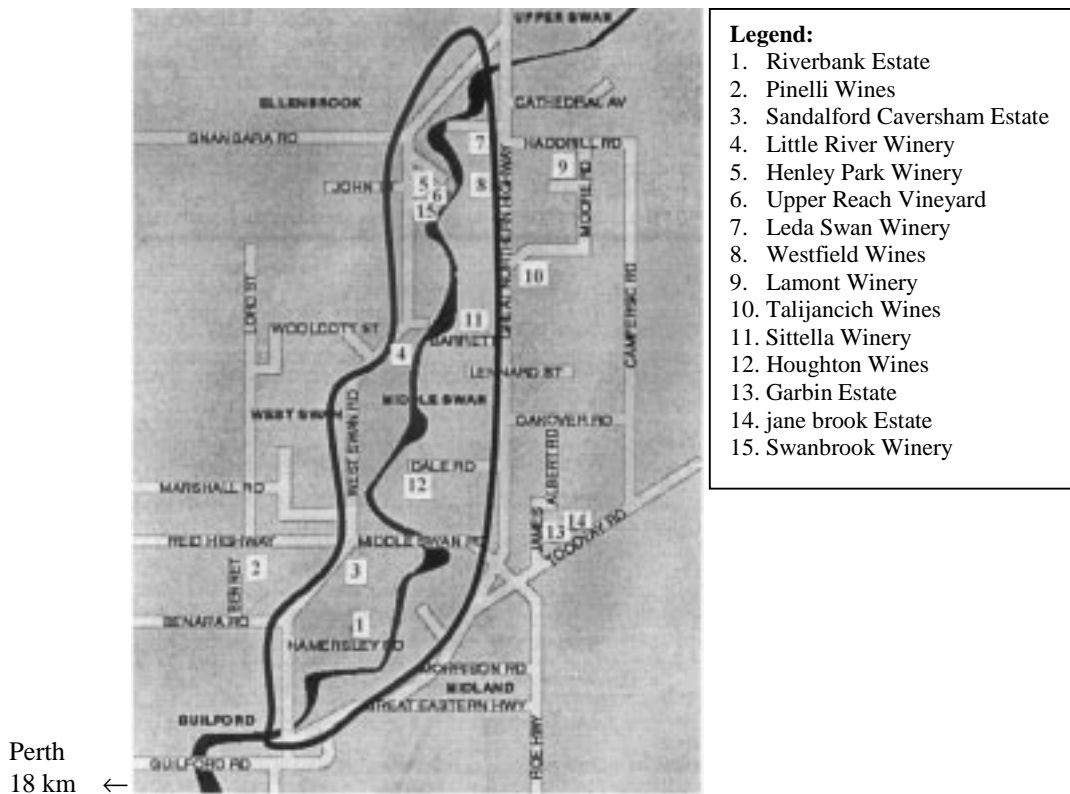 UPPER SWAN
ELLENBROOK
CATHEDRAL AV
GNANGARA RD
HADDRILL RD
7
9
JOHN
5
6
8
15
MOORE RD
GREAT NORTHERN HIGHWAY
10
LORD ST
CAMPERSIC RD
WOOLCOTT ST
11
BARRETT
4
LENNARD ST
MIDDLE SWAN
WEST SWAN
WEST SWAN RD
OAKOVER RD
DALE RD
ALBERT RD
MARSHALL RD
12
JAMES
14
13
TOODYAY RD
REID HIGHWAY
MIDDLE SWAN RD
2
3
BENNET
BENARA RD
1
HAMERSLEY RD
MORRISON RD
MIDLAND
GREAT EASTERN HWY
GUILFORD
ROE HWY
GUILFORD RD
Perth
18 km ←
Legend:
1. Riverbank Estate
2. Pinelli Wines
3. Sandalford Caversham Estate
4. Little River Winery
5. Henley Park Winery
6. Upper Reach Vineyard
7. Leda Swan Winery
8. Westfield Wines
9. Lamont Winery
10. Talijancich Wines
11. Sittella Winery
12. Houghton Wines
13. Garbin Estate
14. jane brook Estate
15. Swanbrook Winery